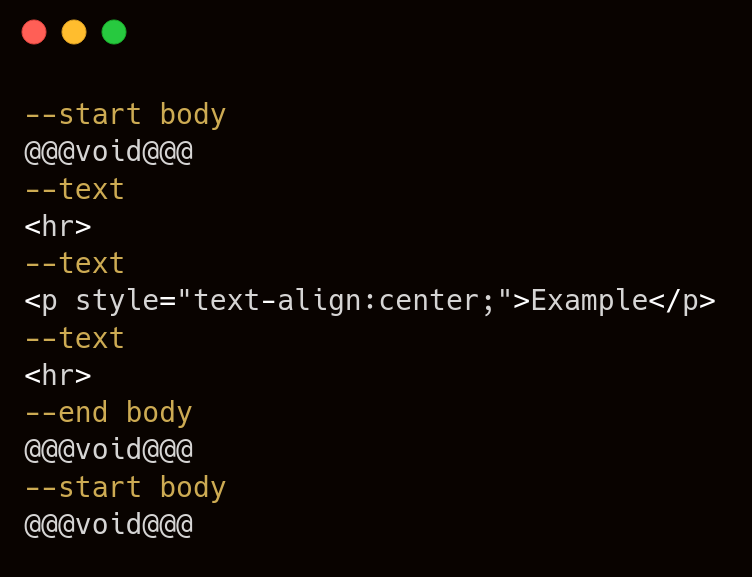 --start body
@@@void@@@
--text
<hr>
--text
<p style="text-align:center;">Example</p>
--text
<hr>
--end body
@@@void@@@
--start body
@@@void@@@